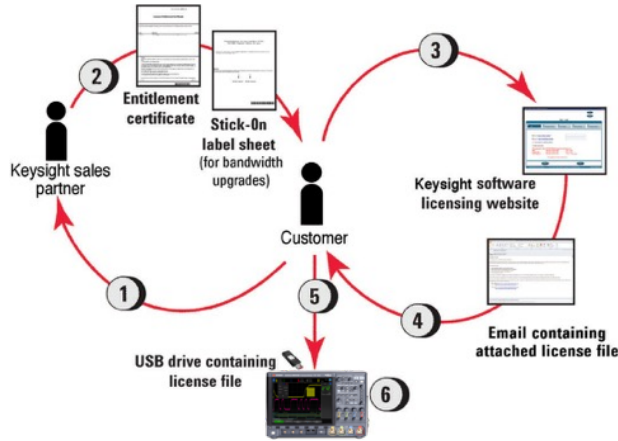 2
3
Entitlement
certificate
Stick-On
label sheet
(for bandwidth
upgrades)
Keysight sales
partner
Keysight software
licensing website
Customer
1
5
4
Email containing
attached license file
USB drive containing
license file
6